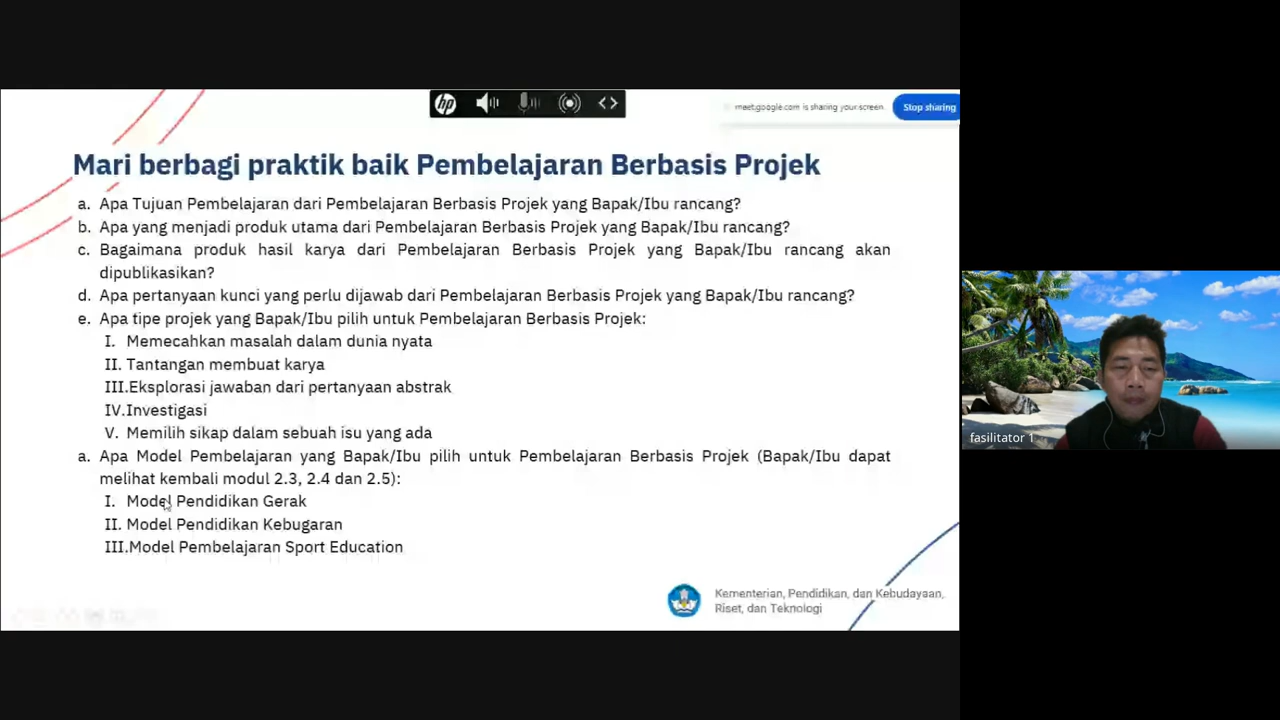 hp
meet.google.com is sharing your screen.
Stop sharing
Mari berbagi praktik baik Pembelajaran Berbasis Projek
a. Apa Tujuan Pembelajaran dari Pembelajaran Berbasis Projek yang Bapak/Ibu rancang?
b. Apa yang menjadi produk utama dari Pembelajaran Berbasis Projek yang Bapak/Ibu rancang?
c. Bagaimana produk hasil karya dari Pembelajaran Berbasis Projek yang Bapak/Ibu rancang akan
dipublikasikan?
d. Apa pertanyaan kunci yang perlu dijawab dari Pembelajaran Berbasis Projek yang Bapak/Ibu rancang?
e. Apa tipe projek yang Bapak/Ibu pilih untuk Pembelajaran Berbasis Projek:
I. Memecahkan masalah dalam dunia nyata
II. Tantangan membuat karya
III.Eksplorasi jawaban dari pertanyaan abstrak
IV.Investigasi
V. Memilih sikap dalam sebuah isu yang ada
a. Apa Model Pembelajaran yang Bapak/Ibu pilih untuk Pembelajaran Berbasis Projek (Bapak/Ibu dapat
melihat kembali modul 2.3, 2.4 dan 2.5):
I. Model Pendidikan Gerak
II. Model Pendidikan Kebugaran
III.Model Pembelajaran Sport Education
Kementerian, Pendidikan, dan Kebudayaan,
Riset, dan Teknologi
fasilitator 1